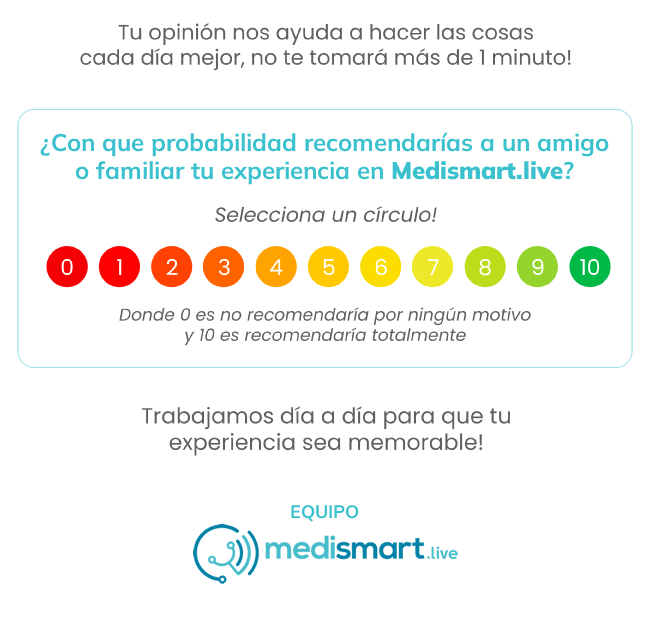 Tu opinión nos ayuda a hacer las cosas
cada día mejor, no te tomará más de 1 minuto!
¿Con que probabilidad recomendarías a un amigo
o familiar tu experiencia en Medismart.live?
Selecciona un círculo!
0 1 2 3 4 5 6 7 8 9 10
Donde 0 es no recomendaría por ningún motivo
y 10 es recomendaría totalmente
Trabajamos día a día para que tu
experiencia sea memorable!
EQUIPO
medismart.live